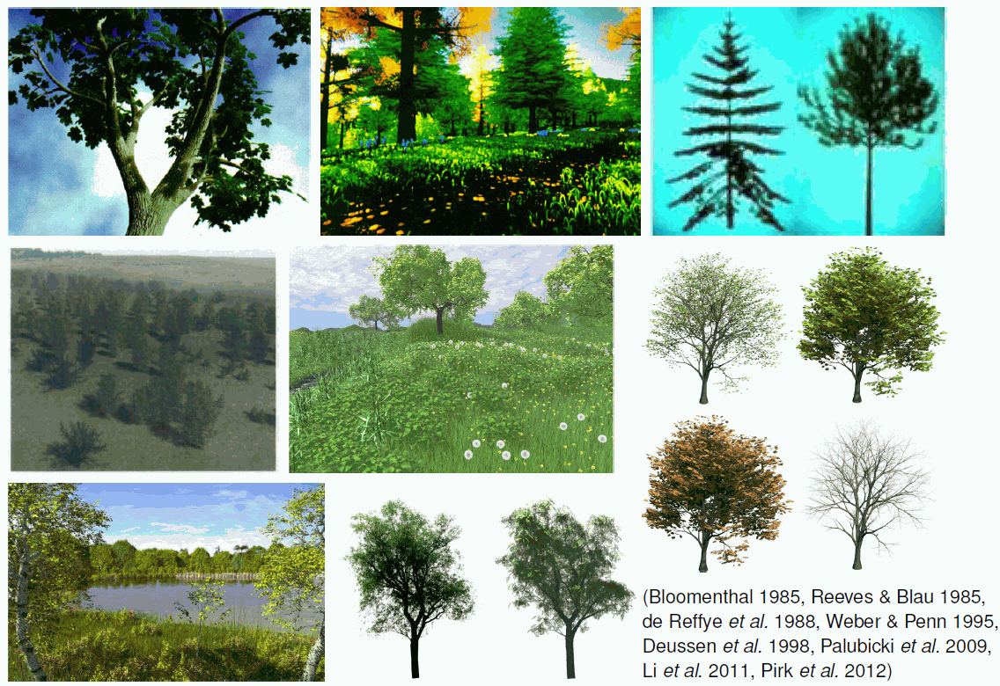 (Bloomenthal 1985, Reeves & Blau 1985,
de Reffye et al. 1988, Weber & Penn 1995,
Deussen et al. 1998, Palubicki et al. 2009,
Li et al. 2011, Pirk et al. 2012)